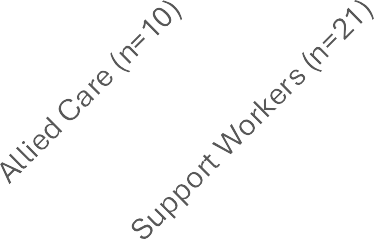 Allied Care (n=10)
Support Workers (n=21)